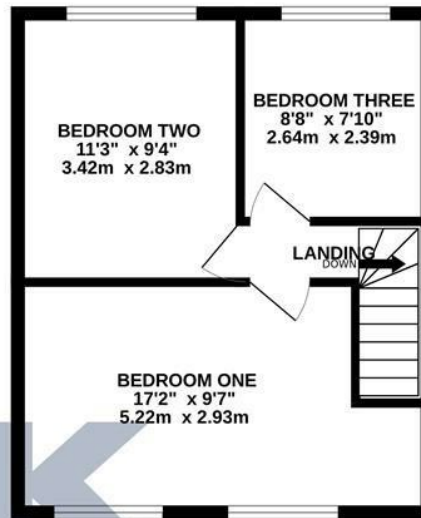 BEDROOM TWO
11'3" x 9'4"
3.42m x 2.83m
BEDROOM THREE
8'8" x 7'10"
2.64m x 2.39m
LANDING
DOWN
BEDROOM ONE
17'2" x 9'7"
5.22m x 2.93m
K